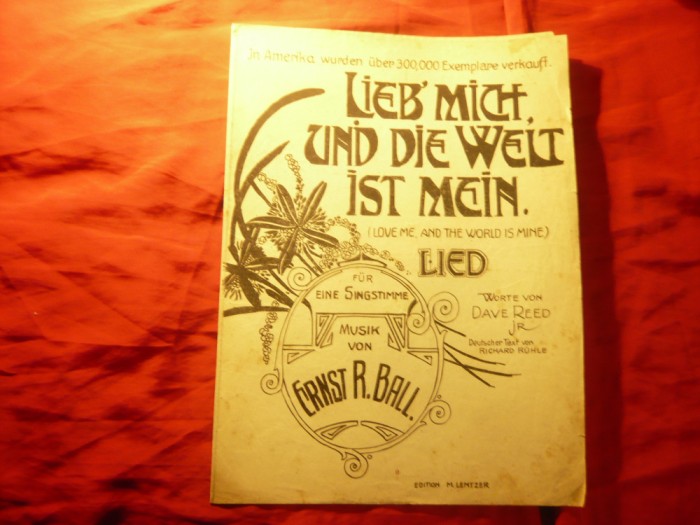 in Amerika wurden über 300,000 Exemplare verkauft.
LIEB' MICH,
UND DIE WELT
IST MEIN.
(I LOVE ME, AND THE WORLD IS MINE.)
LIED
FÜR
EINE SINGSTIMME
WORTE VON
DAVE REED
JR
Deutscher Text von
RICHARD RÜHLE
MUSIK
VON
ERNST R. BALL.
EDITION M. LENTZER